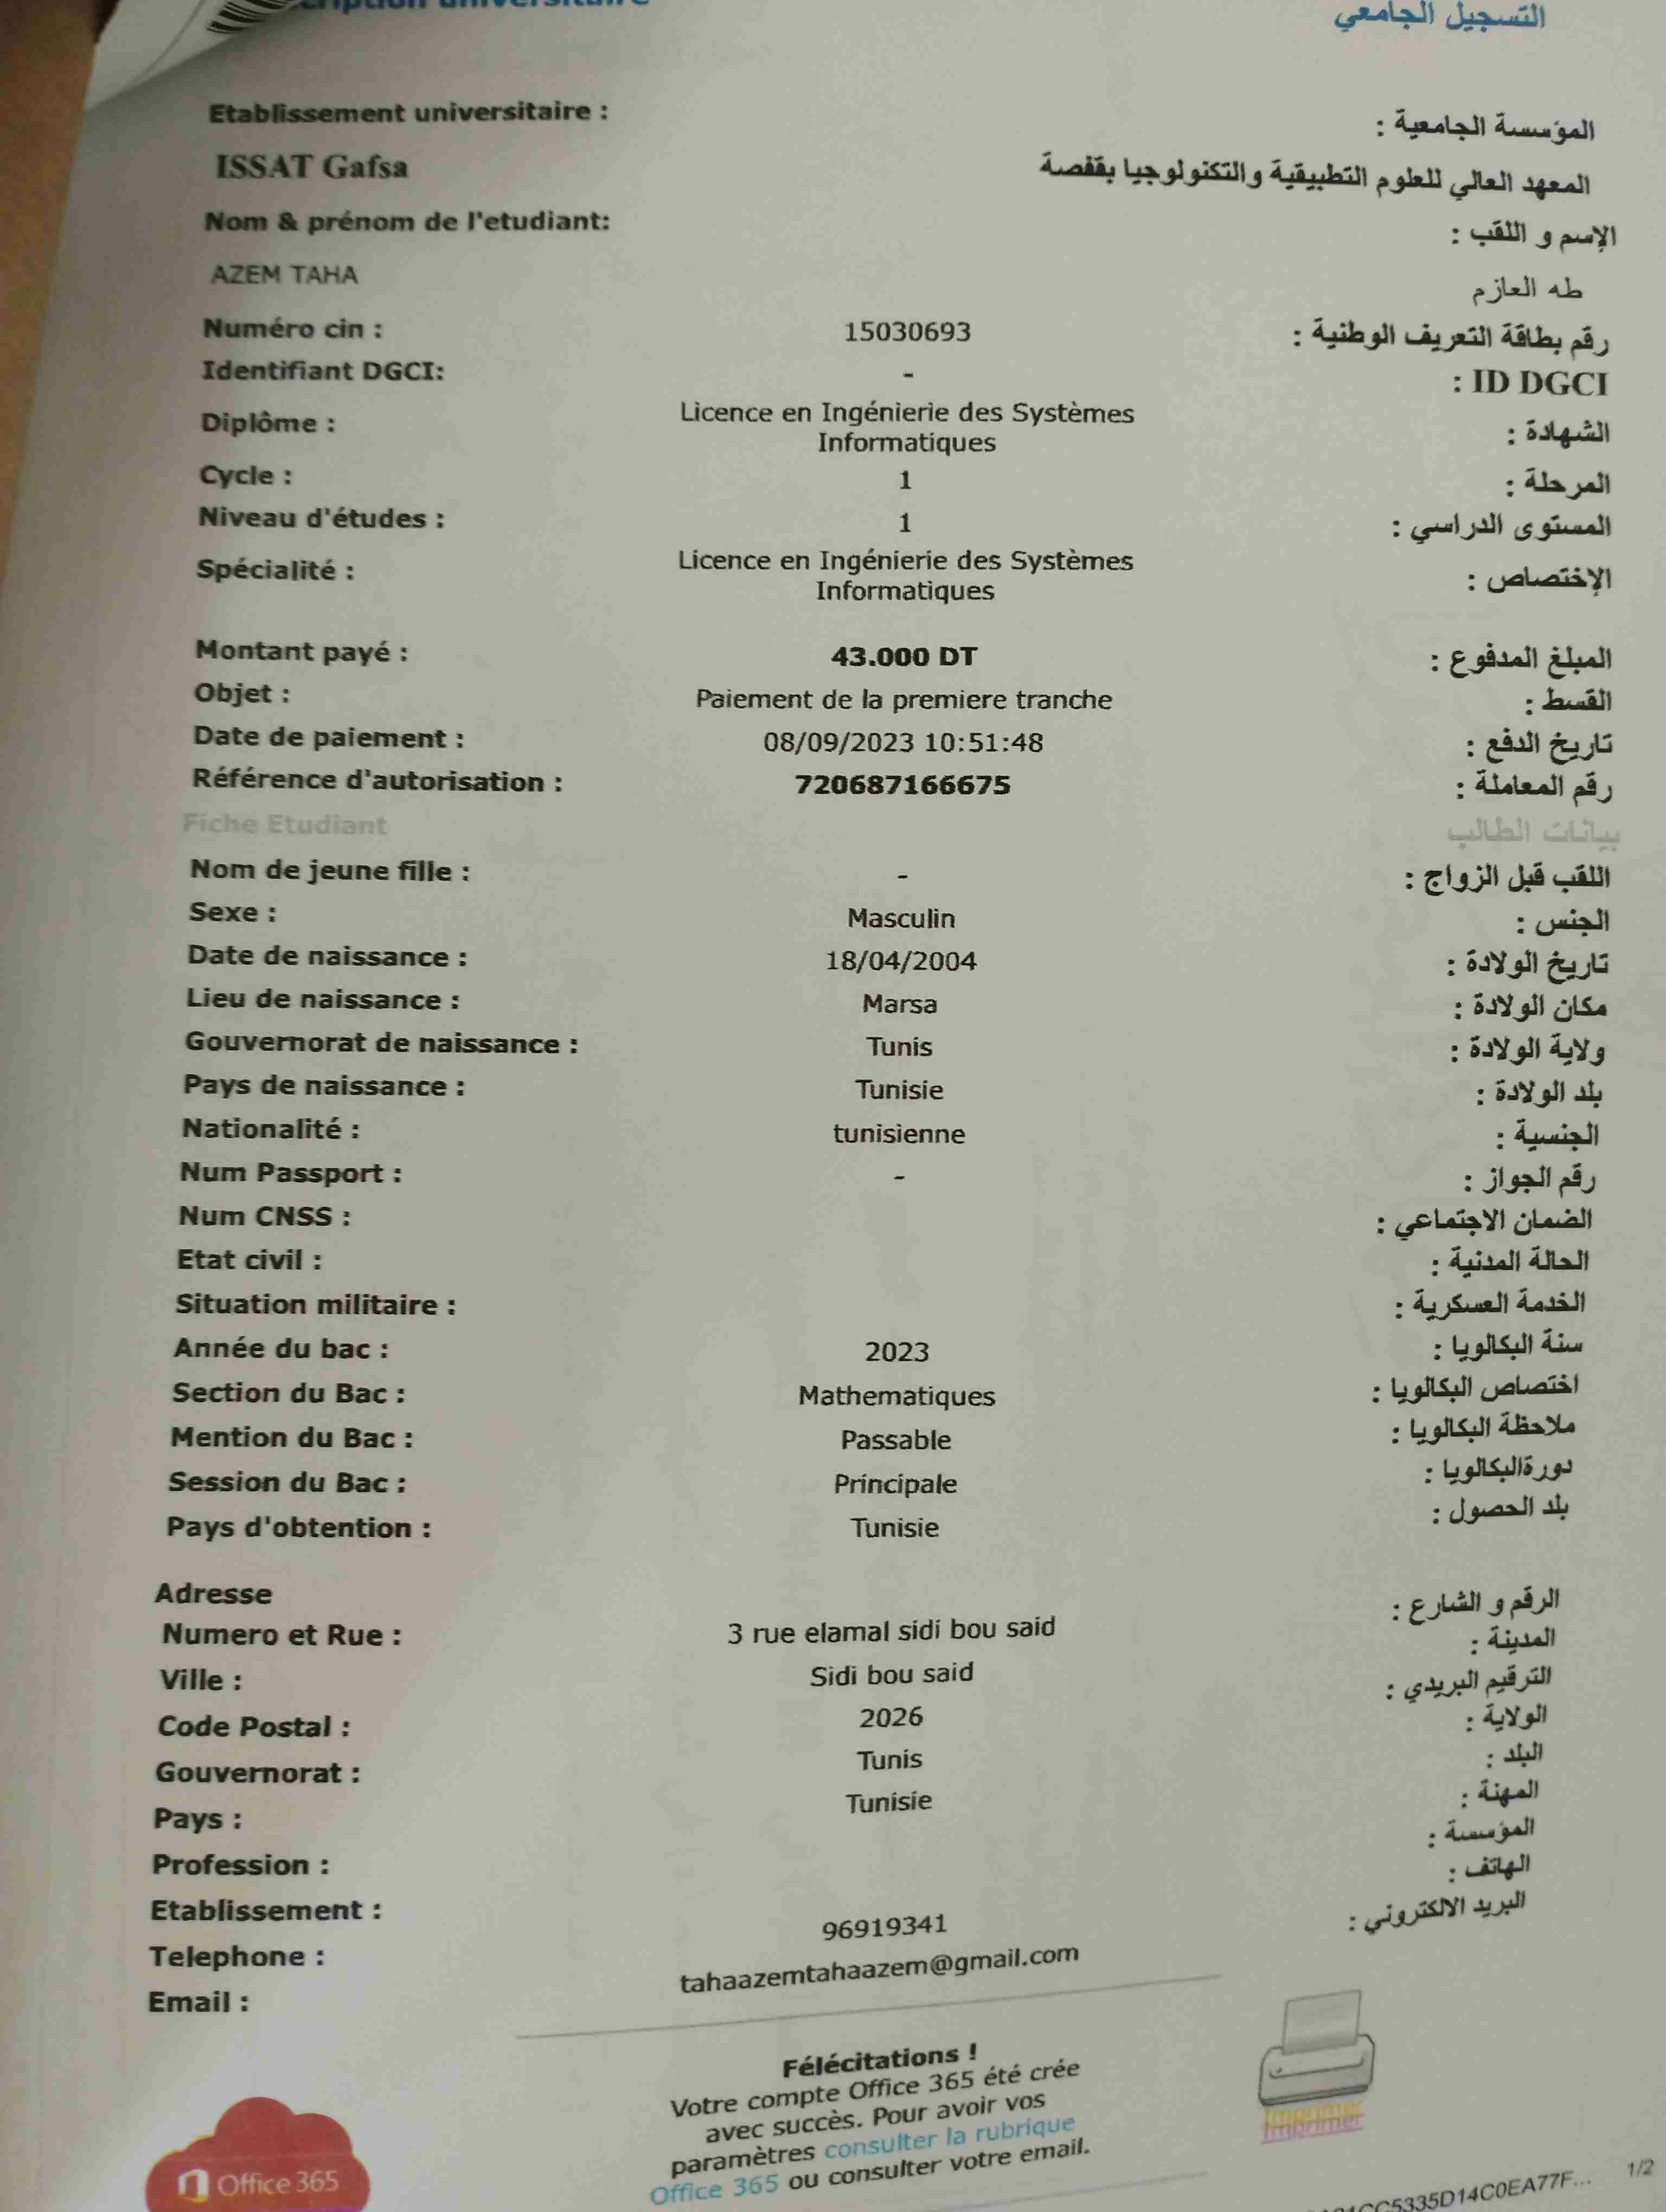 universitaire التسجيل الجامعي
Etablissement universitaire : المؤسسة الجامعية :
ISSAT Gafsa المعهد العالي للعلوم التطبيقية والتكنولوجيا بقفصة
Nom & prénom de l'etudiant: الإسم و اللقب :
AZEM TAHA طه العازم
Numéro cin : 15030693 رقم بطاقة التعريف الوطنية :
Identifiant DGCI: - ID DGCI :
Diplôme : Licence en Ingénierie des Systèmes الشهادة :
Informatiques
Cycle : 1 المرحلة :
Niveau d'études : 1 المستوى الدراسي :
Spécialité : Licence en Ingénierie des Systèmes الإختصاص :
Informatiques
Montant payé : 43.000 DT المبلغ المدفوع :
Objet : Paiement de la premiere tranche القسط :
Date de paiement : 08/09/2023 10:51:48 تاريخ الدفع :
Référence d'autorisation : 720687166675 رقم المعاملة :
Fiche Etudiant بيانات الطالب
Nom de jeune fille : - اللقب قبل الزواج :
Sexe : Masculin الجنس :
Date de naissance : 18/04/2004 تاريخ الولادة :
Lieu de naissance : Marsa مكان الولادة :
Gouvernorat de naissance : Tunis ولاية الولادة :
Pays de naissance : Tunisie بلد الولادة :
Nationalité : tunisienne الجنسية :
Num Passport : - رقم الجواز :
Num CNSS : الضمان الاجتماعي :
Etat civil : الحالة المدنية :
Situation militaire : الخدمة العسكرية :
Année du bac : 2023 سنة البكالويا :
Section du Bac : Mathematiques اختصاص البكالويا :
Mention du Bac : Passable ملاحظة البكالويا :
Session du Bac : Principale دورةالبكالويا :
Pays d'obtention : Tunisie بلد الحصول :
Adresse
Numero et Rue : 3 rue elamal sidi bou said الرقم و الشارع :
Ville : Sidi bou said المدينة :
Code Postal : 2026 الترقيم البريدي :
Gouvernorat : Tunis الولاية :
Pays : Tunisie البلد :
Profession : المهنة :
Etablissement : المؤسسة :
Telephone : 96919341 الهاتف :
Email : tahaazemtahaazem@gmail.com البريد الالكتروني :
Félécitations !
Votre compte Office 365 été crée
avec succès. Pour avoir vos
paramètres consulter la rubrique
Office 365 ou consulter votre email.
Imprimer
Office 365
CC5335D14C0EA77F... 1/2